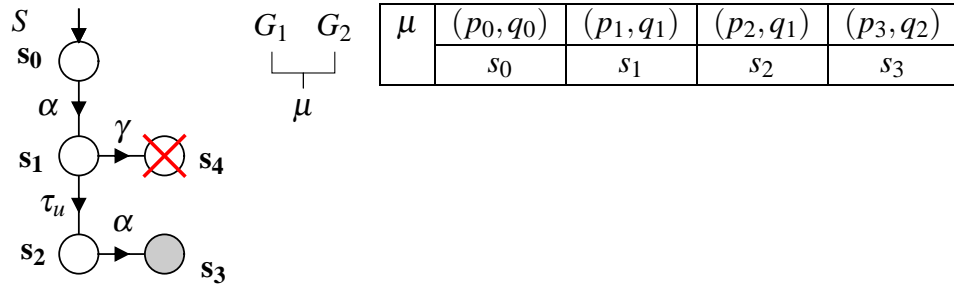 S
s0
α
s1
γ
s4
τu
s2
α
s3
G1 G2
μ
μ (p0,q0) (p1,q1) (p2,q1) (p3,q2)
s0 s1 s2 s3